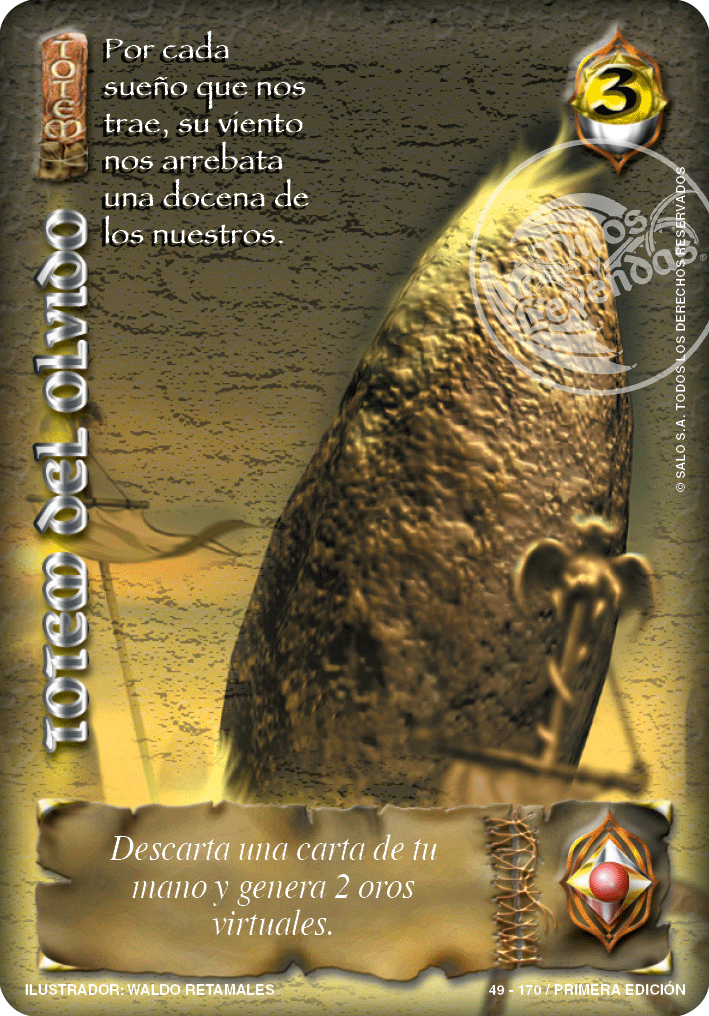 TOTEM
Por cada
sueño que nos
trae, su viento
nos arrebata
una docena de
los nuestros.
3
Mitos
y
Leyendas
®
© SALO S.A. TODOS LOS DERECHOS RESERVADOS
TOTEM DEL OLVIDO
Descarta una carta de tu
mano y genera 2 oros
virtuales.
ILUSTRADOR: WALDO RETAMALES
49 - 170 / PRIMERA EDICIÓN